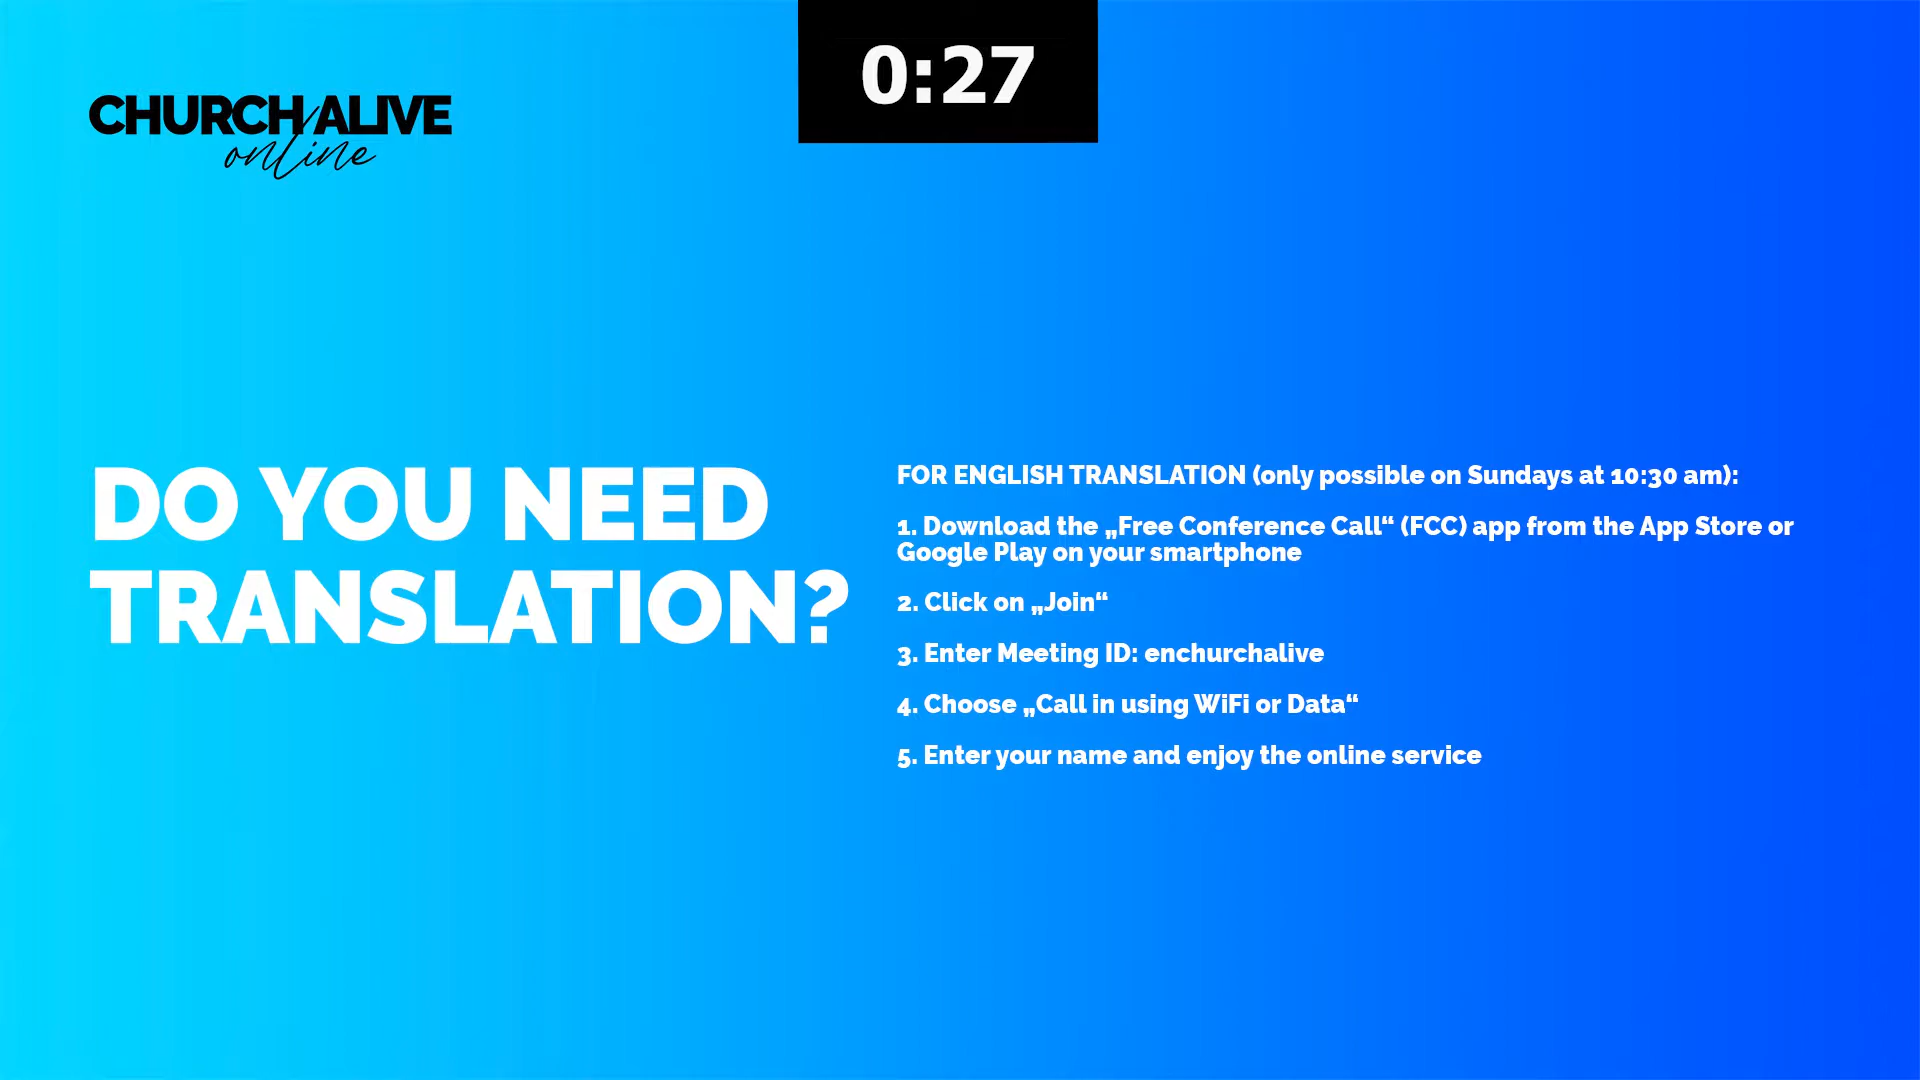 0:27
CHURCH ALIVE
online
DO YOU NEED
TRANSLATION?
FOR ENGLISH TRANSLATION (only possible on Sundays at 10:30 am):
1. Download the „Free Conference Call“ (FCC) app from the App Store or
Google Play on your smartphone
2. Click on „Join“
3. Enter Meeting ID: enchurchalive
4. Choose „Call in using WiFi or Data“
5. Enter your name and enjoy the online service